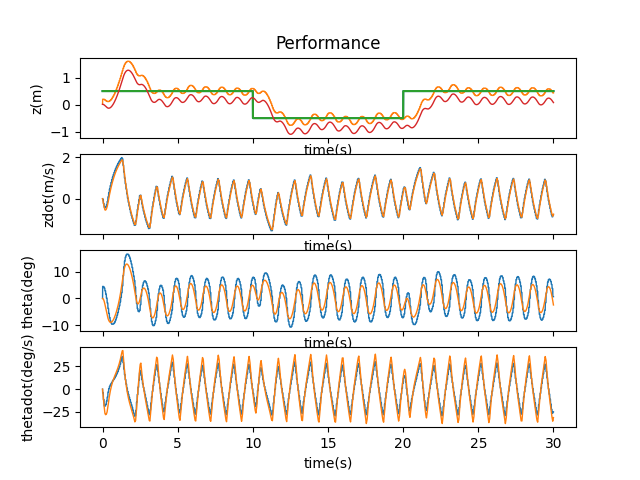 Performance
z(m)
1
0
−1
time(s)
zdot(m/s)
2
0
time(s)
theta(deg)
10
0
−10
time(s)
thetadot(deg/s)
25
0
−25
0 5 10 15 20 25 30
time(s)